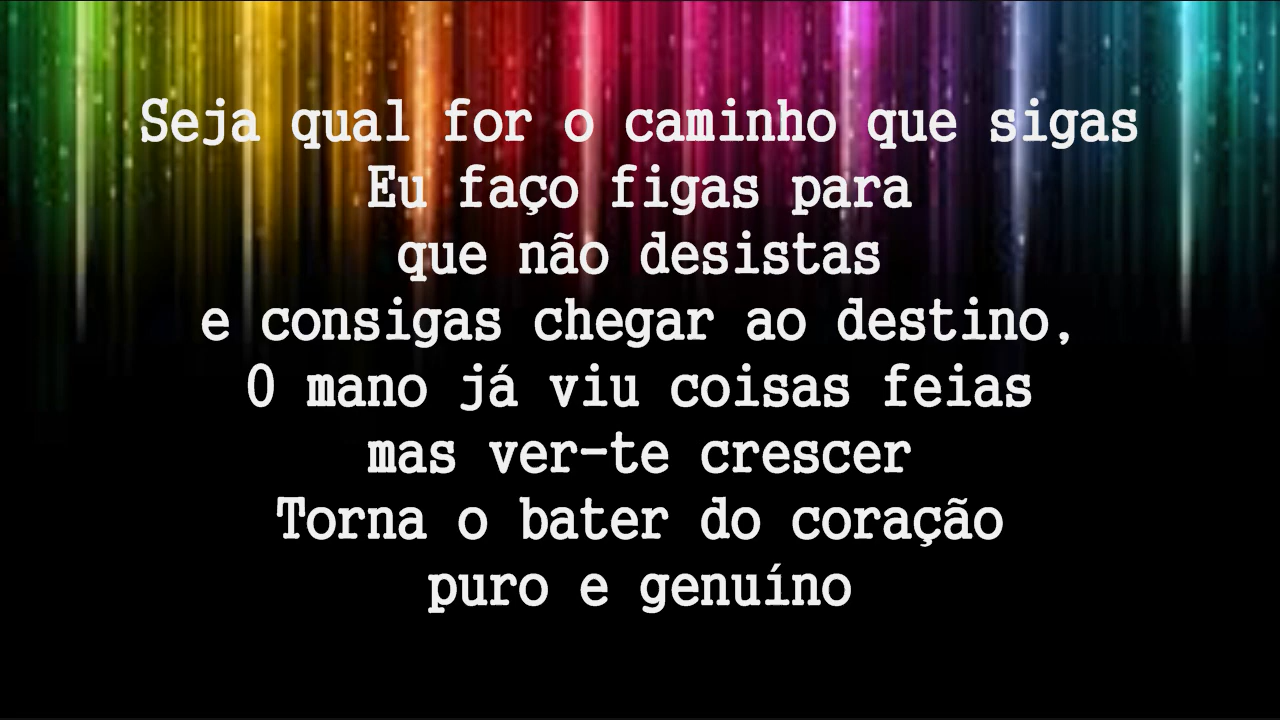 Seja qual for o caminho que sigas
Eu faço figas para
que não desistas
e consigas chegar ao destino,
O mano já viu coisas feias
mas ver-te crescer
Torna o bater do coração
puro e genuíno